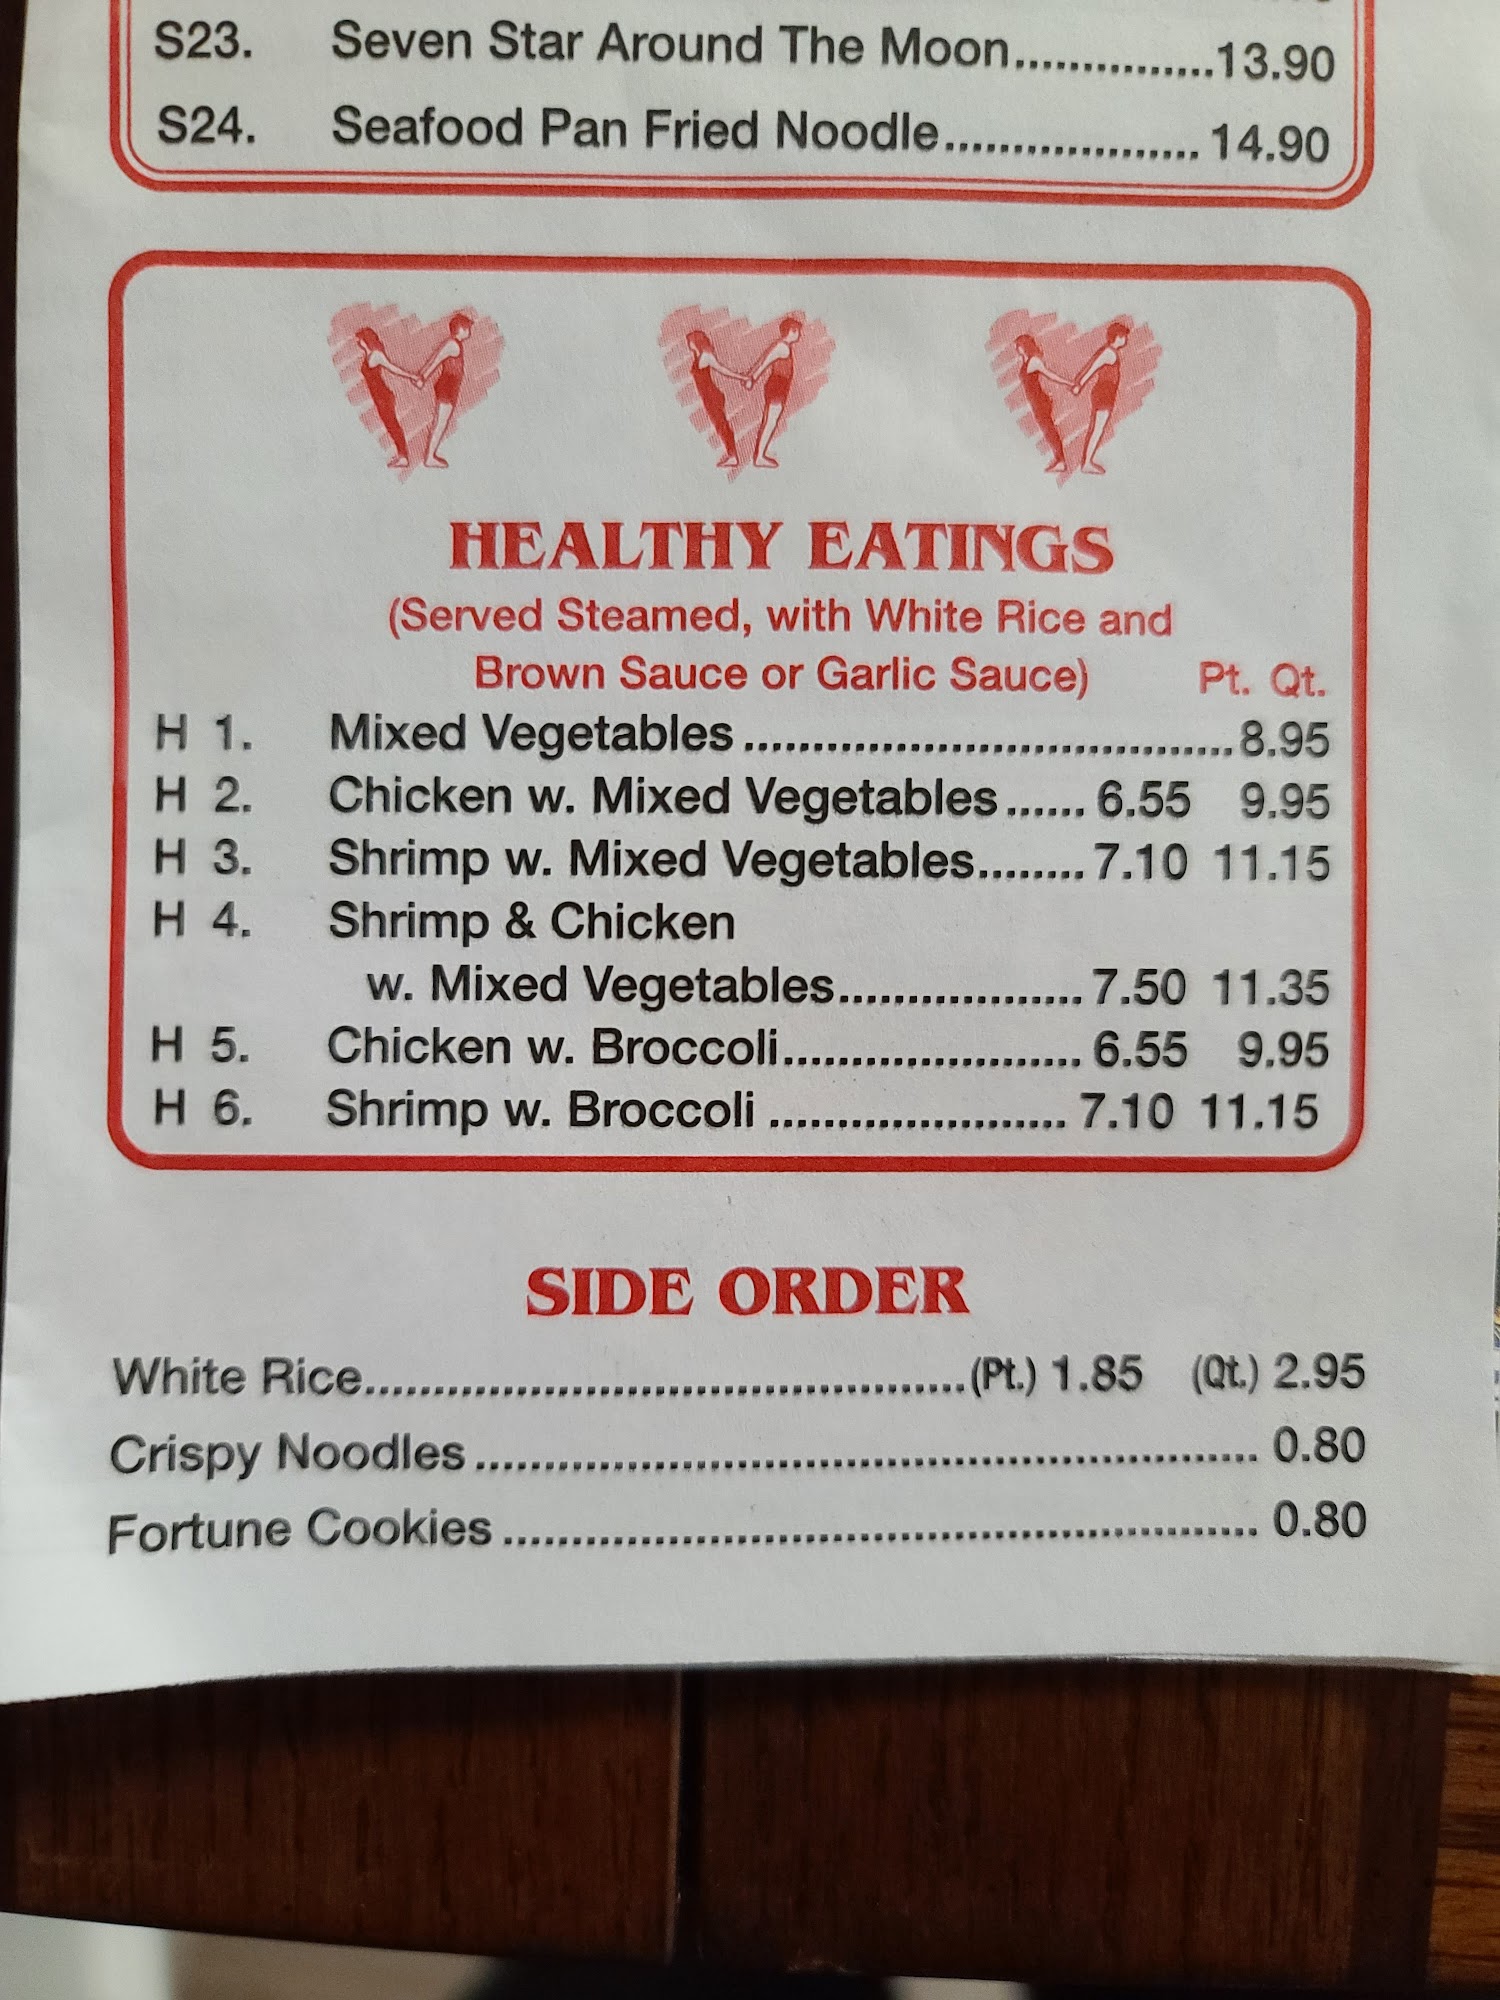 S23. Seven Star Around The Moon...............13.90
S24. Seafood Pan Fried Noodle................... 14.90
HEALTHY EATINGS
(Served Steamed, with White Rice and
Brown Sauce or Garlic Sauce) Pt. Qt.
H 1. Mixed Vegetables....................................8.95
H 2. Chicken w. Mixed Vegetables...... 6.55 9.95
H 3. Shrimp w. Mixed Vegetables........ 7.10 11.15
H 4. Shrimp & Chicken
w. Mixed Vegetables.................. 7.50 11.35
H 5. Chicken w. Broccoli...................... 6.55 9.95
H 6. Shrimp w. Broccoli ...................... 7.10 11.15
SIDE ORDER
White Rice............................................(Pt.) 1.85 (Qt.) 2.95
Crispy Noodles......................................................... 0.80
Fortune Cookies....................................................... 0.80